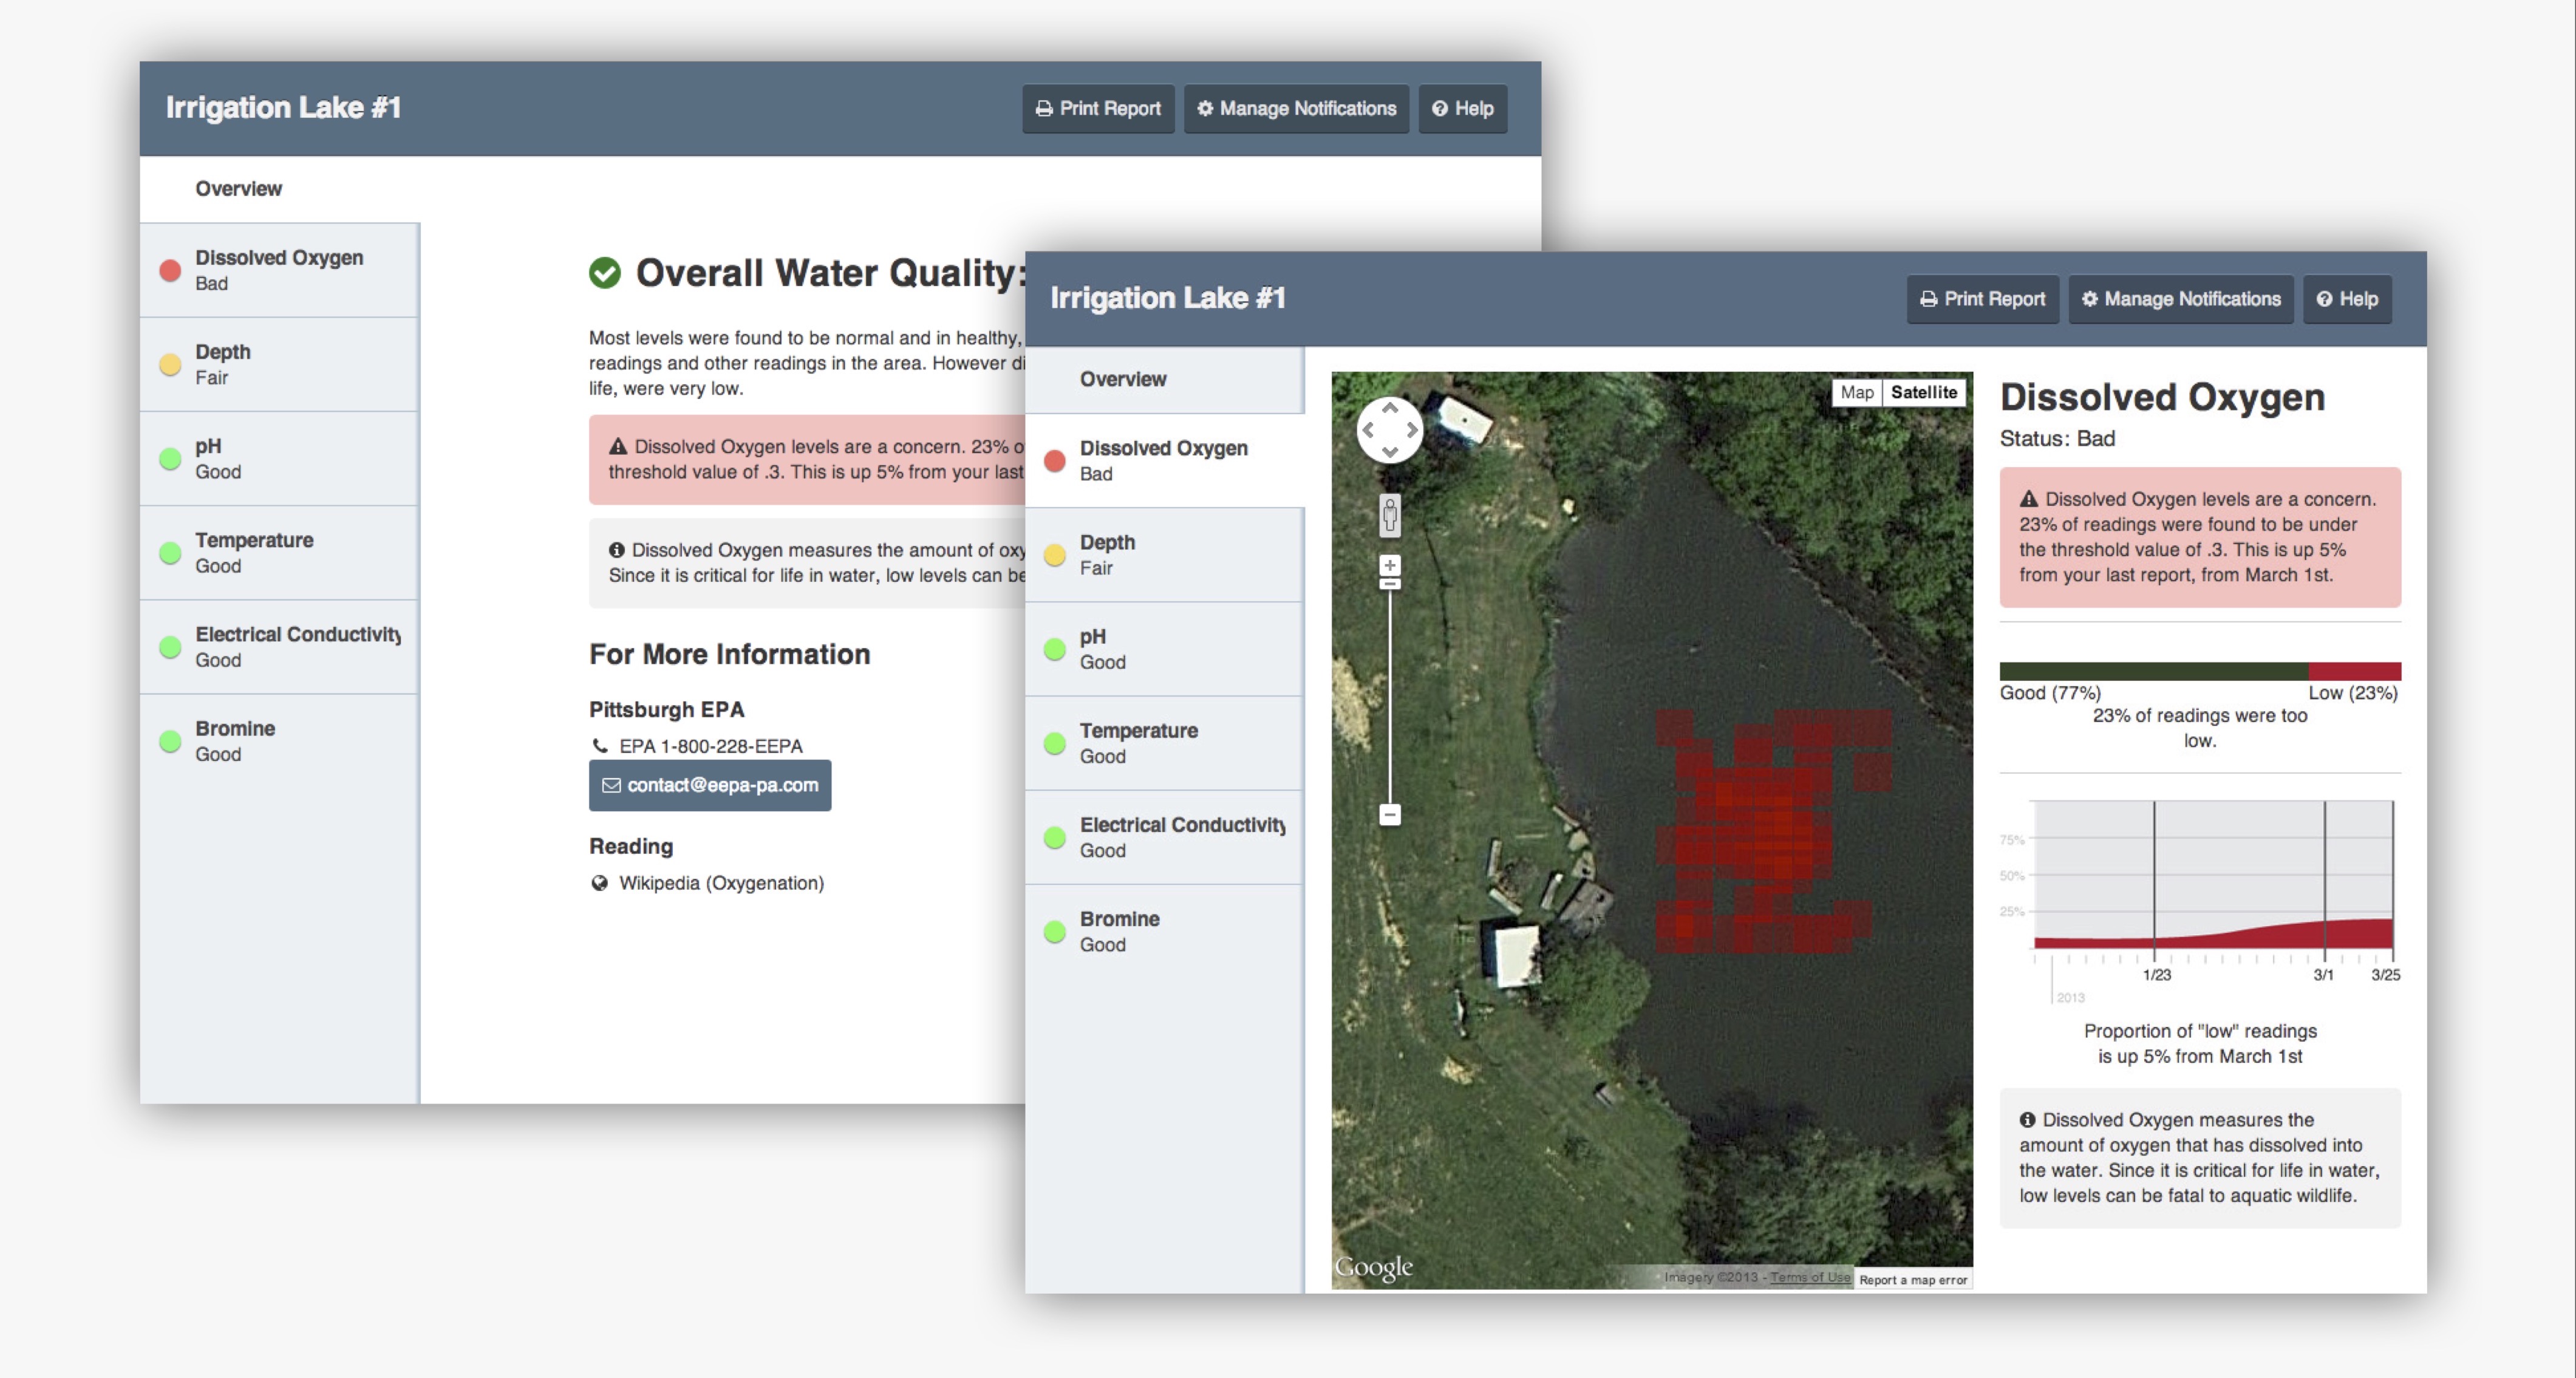 Irrigation Lake #1
Print Report
Manage Notifications
Help
Overview
Dissolved Oxygen
Bad
Depth
Fair
pH
Good
Temperature
Good
Electrical Conductivity
Good
Bromine
Good
Overall Water Quality:
Most levels were found to be normal and in healthy,
readings and other readings in the area. However di
life, were very low.
Dissolved Oxygen levels are a concern. 23% o
threshold value of .3. This is up 5% from your last
Dissolved Oxygen measures the amount of oxy
Since it is critical for life in water, low levels can be
For More Information
Pittsburgh EPA
EPA 1-800-228-EEPA
contact@eepa-pa.com
Reading
Wikipedia (Oxygenation)
Irrigation Lake #1
Print Report
Manage Notifications
Help
Overview
Dissolved Oxygen
Bad
Depth
Fair
pH
Good
Temperature
Good
Electrical Conductivity
Good
Bromine
Good
Map
Satellite
Google
Imagery ©2013 - Terms of Use
Report a map error
Dissolved Oxygen
Status: Bad
Dissolved Oxygen levels are a concern.
23% of readings were found to be under
the threshold value of .3. This is up 5%
from your last report, from March 1st.
Good (77%)
Low (23%)
23% of readings were too
low.
75%
50%
25%
1/23
3/1
3/25
2013
Proportion of "low" readings
is up 5% from March 1st
Dissolved Oxygen measures the
amount of oxygen that has dissolved into
the water. Since it is critical for life in water,
low levels can be fatal to aquatic wildlife.